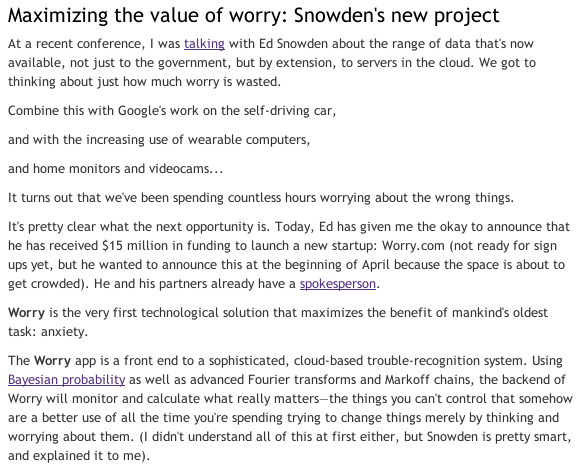 Maximizing the value of worry: Snowden's new project
At a recent conference, I was talking with Ed Snowden about the range of data that's now
available, not just to the government, but by extension, to servers in the cloud. We got to
thinking about just how much worry is wasted.
Combine this with Google's work on the self-driving car,
and with the increasing use of wearable computers,
and home monitors and videocams...
It turns out that we've been spending countless hours worrying about the wrong things.
It's pretty clear what the next opportunity is. Today, Ed has given me the okay to announce that
he has received $15 million in funding to launch a new startup: Worry.com (not ready for sign
ups yet, but he wanted to announce this at the beginning of April because the space is about to
get crowded). He and his partners already have a spokesperson.
Worry is the very first technological solution that maximizes the benefit of mankind's oldest
task: anxiety.
The Worry app is a front end to a sophisticated, cloud-based trouble-recognition system. Using
Bayesian probability as well as advanced Fourier transforms and Markoff chains, the backend of
Worry will monitor and calculate what really matters—the things you can't control that somehow
are a better use of all the time you're spending trying to change things merely by thinking and
worrying about them. (I didn't understand all of this at first either, but Snowden is pretty smart,
and explained it to me).